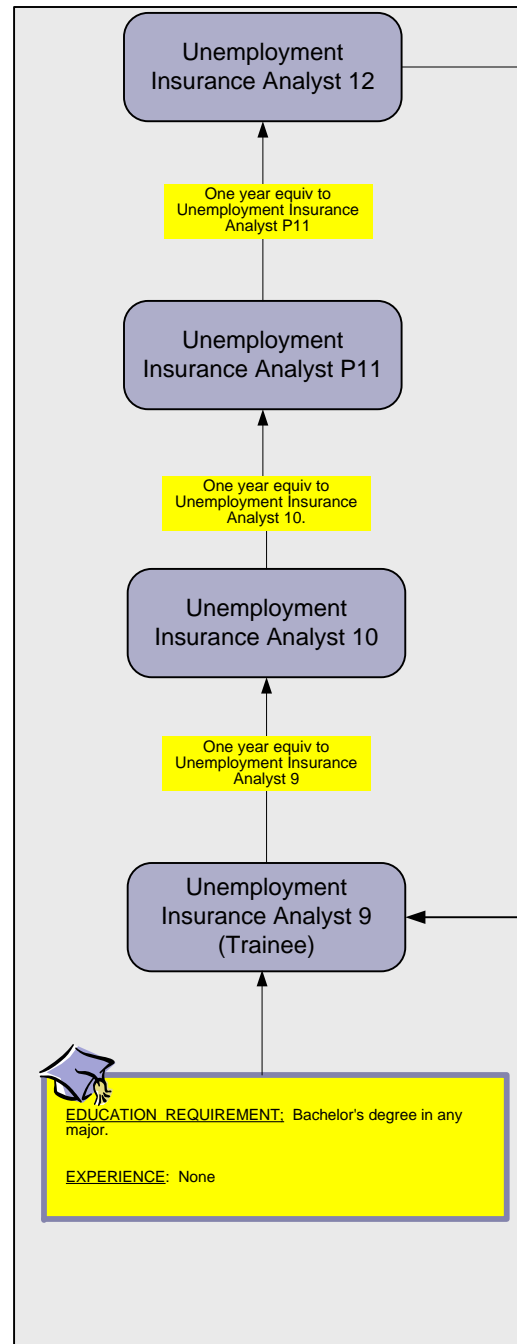 Unemployment
Insurance Analyst 12
One year equiv to
Unemployment Insurance
Analyst P11
Unemployment
Insurance Analyst P11
One year equiv to
Unemployment Insurance
Analyst 10.
Unemployment
Insurance Analyst 10
One year equiv to
Unemployment Insurance
Analyst 9
Unemployment
Insurance Analyst 9
(Trainee)
EDUCATION REQUIREMENT: Bachelor's degree in any
major.
EXPERIENCE: None